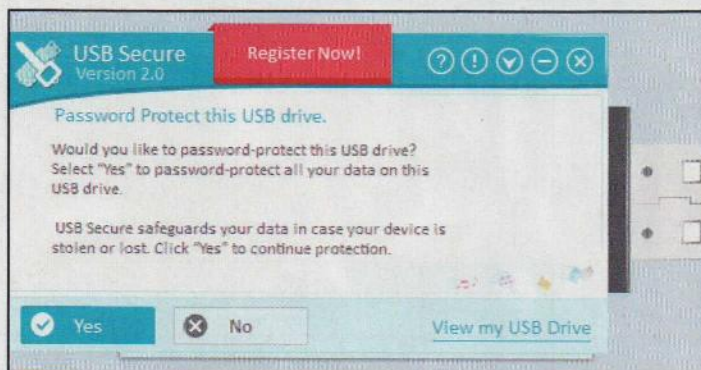 USB Secure
Version 2.0
Register Now!
Password Protect this USB drive.
Would you like to password-protect this USB drive?
Select "Yes" to password-protect all your data on this
USB drive.
USB Secure safeguards your data in case your device is
stolen or lost. Click "Yes" to continue protection.
Yes
No
View my USB Drive